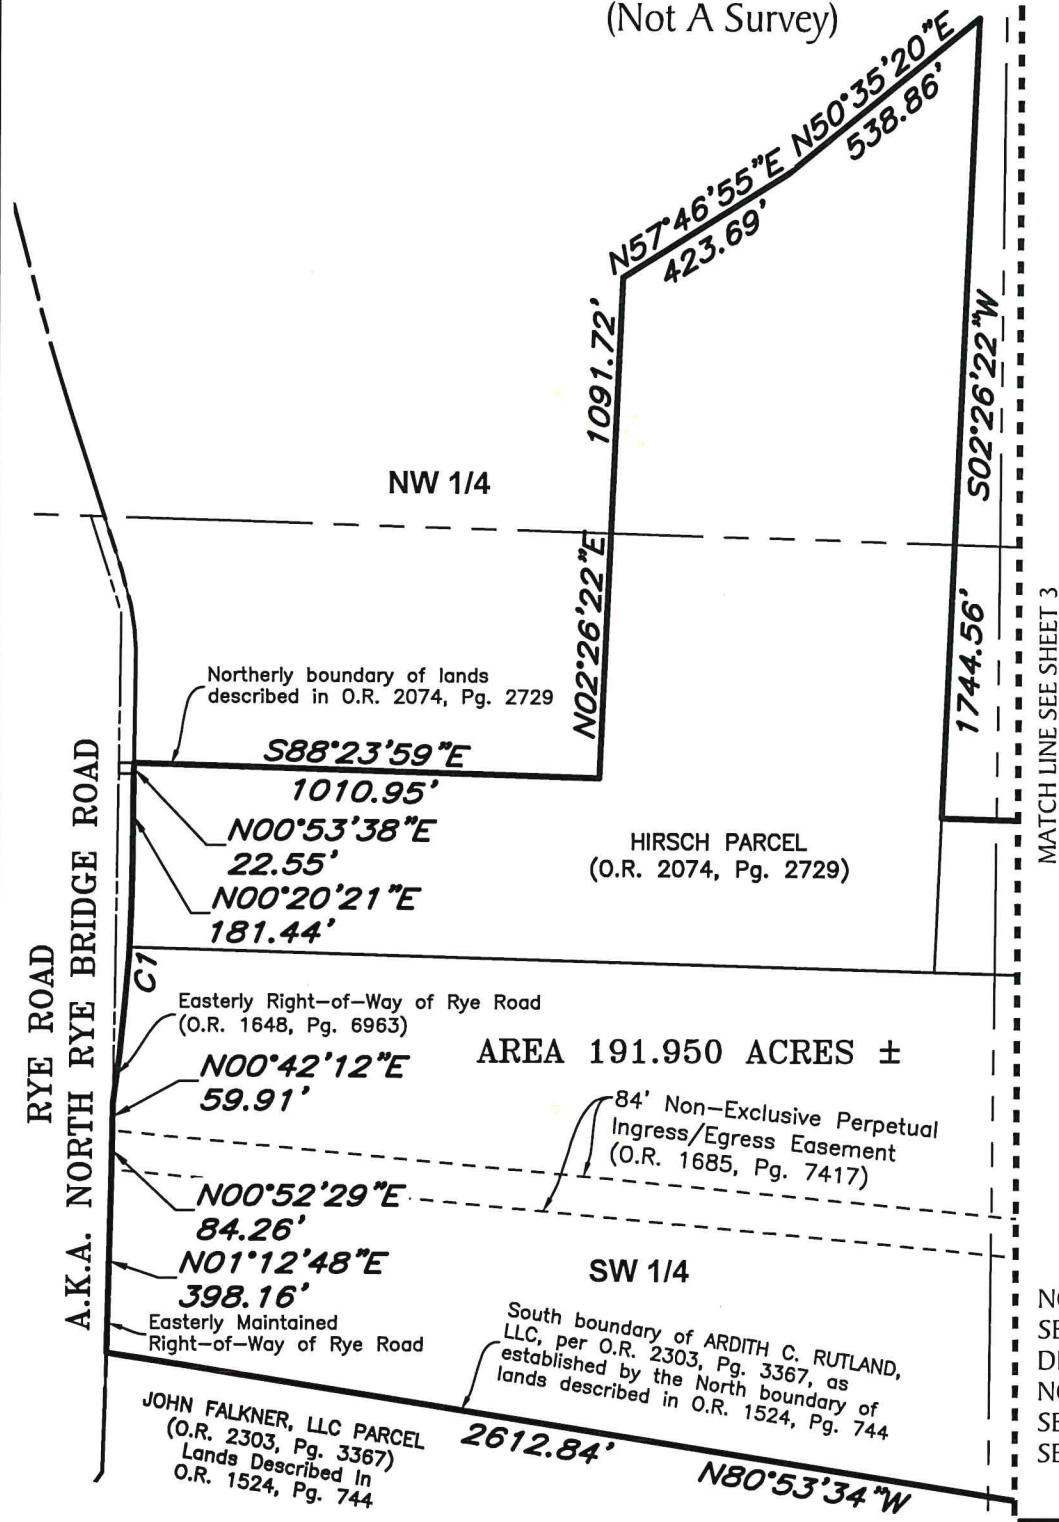 (Not A Survey)
N50°35'20"E
538.86'
N57°46'55"E
423.69'
1091.72'
N02°26'22"E
S02°26'22"W
1744.56'
NW 1/4
MATCH LINE SEE SHEET 3
Northerly boundary of lands
described in O.R. 2074, Pg. 2729
S88°23'59"E
1010.95'
N00°53'38"E
22.55'
N00°20'21"E
181.44'
HIRSCH PARCEL
(O.R. 2074, Pg. 2729)
RYE ROAD
A.K.A. NORTH RYE BRIDGE ROAD
C1
Easterly Right-of-Way of Rye Road
(O.R. 1648, Pg. 6963)
N00°42'12"E
59.91'
AREA 191.950 ACRES ±
84' Non-Exclusive Perpetual
Ingress/Egress Easement
(O.R. 1685, Pg. 7417)
N00°52'29"E
84.26'
N01°12'48"E
398.16'
SW 1/4
Easterly Maintained
Right-of-Way of Rye Road
South boundary of ARDITH C. RUTLAND,
LLC, per O.R. 2303, Pg. 3367, as
established by the North boundary of
lands described in O.R. 1524, Pg. 744
JOHN FALKNER, LLC PARCEL
(O.R. 2303, Pg. 3367)
Lands Described In
O.R. 1524, Pg. 744
2612.84'
N80°53'34"W